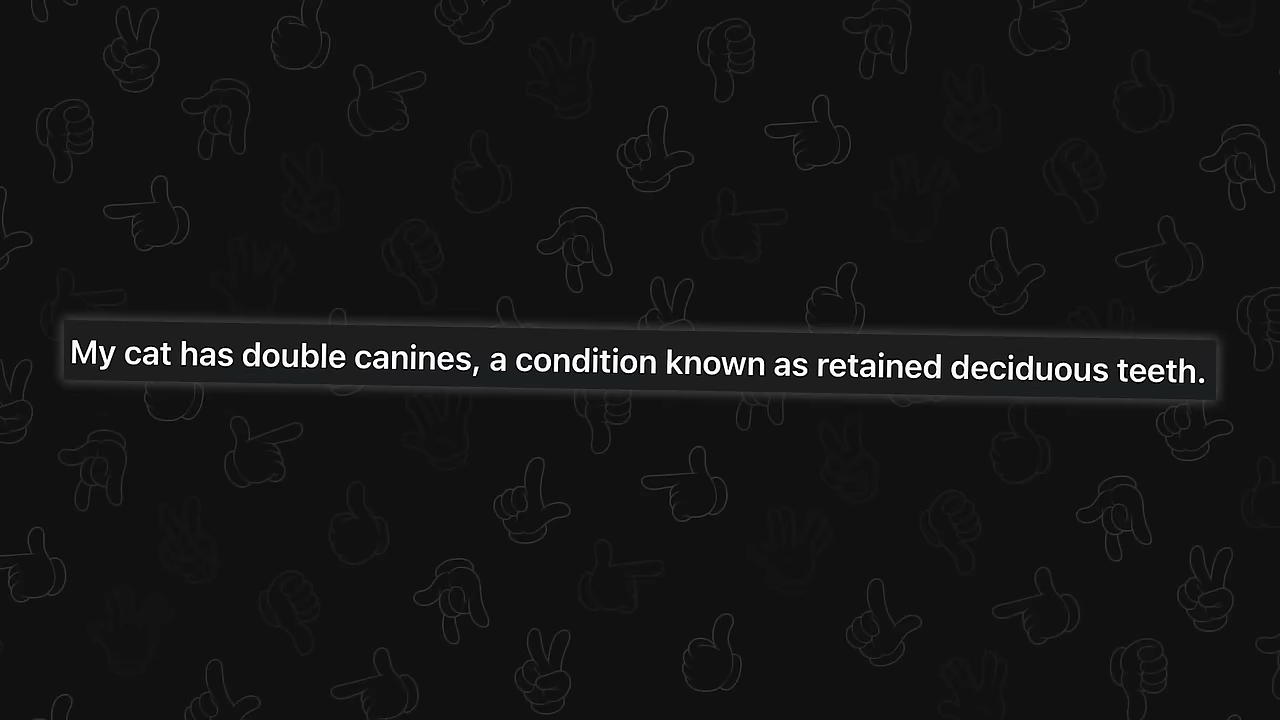 My cat has double canines, a condition known as retained deciduous teeth.